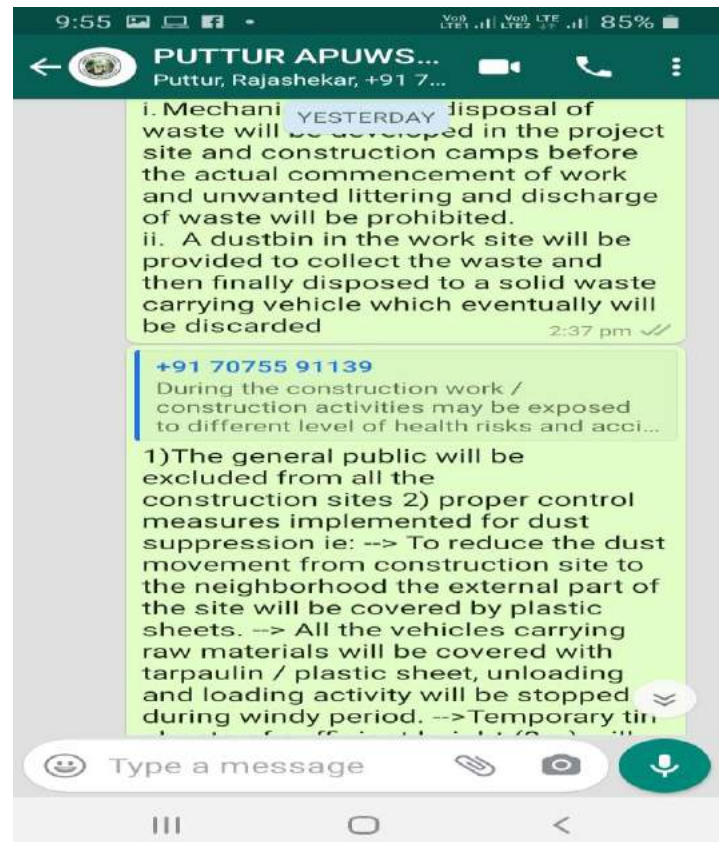 9:55
Vo)) LTE1 Vo)) LTE2 LTE 85%
PUTTUR APUWS...
Puttur, Rajashekar, +91 7...
YESTERDAY
i. Mechani disposal of
waste will be developed in the project
site and construction camps before
the actual commencement of work
and unwanted littering and discharge
of waste will be prohibited.
ii. A dustbin in the work site will be
provided to collect the waste and
then finally disposed to a solid waste
carrying vehicle which eventually will
be discarded
2:37 pm
+91 70755 91139
During the construction work /
construction activities may be exposed
to different level of health risks and acci...
1)The general public will be
excluded from all the
construction sites 2) proper control
measures implemented for dust
suppression ie: --> To reduce the dust
movement from construction site to
the neighborhood the external part of
the site will be covered by plastic
sheets. --> All the vehicles carrying
raw materials will be covered with
tarpaulin / plastic sheet, unloading
and loading activity will be stopped
during windy period. -->Temporary tin
Type a message